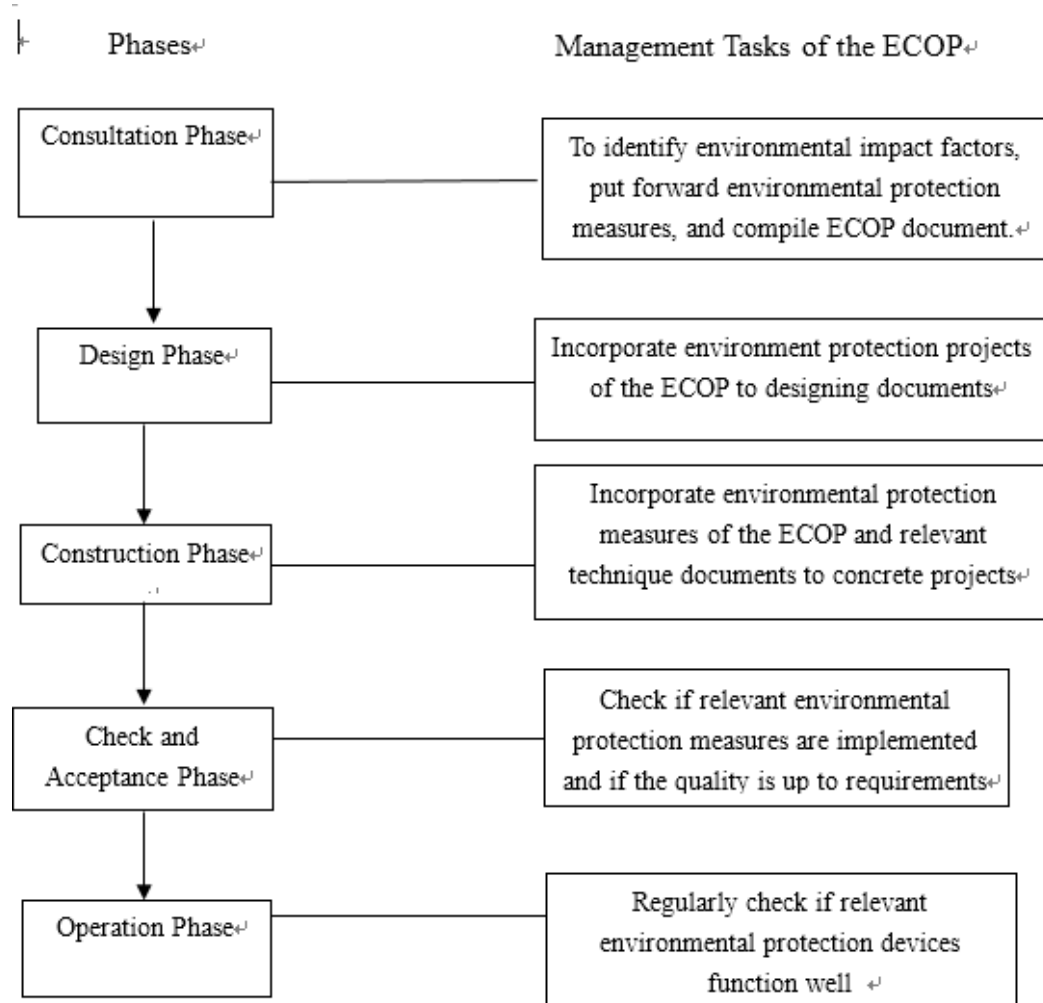 Phases
Management Tasks of the ECOP
Consultation Phase
To identify environmental impact factors,
put forward environmental protection
measures, and compile ECOP document.
Design Phase
Incorporate environment protection projects
of the ECOP to designing documents
Construction Phase
Incorporate environmental protection
measures of the ECOP and relevant
technique documents to concrete projects
Check and
Acceptance Phase
Check if relevant environmental
protection measures are implemented
and if the quality is up to requirements
Operation Phase
Regularly check if relevant
environmental protection devices
function well